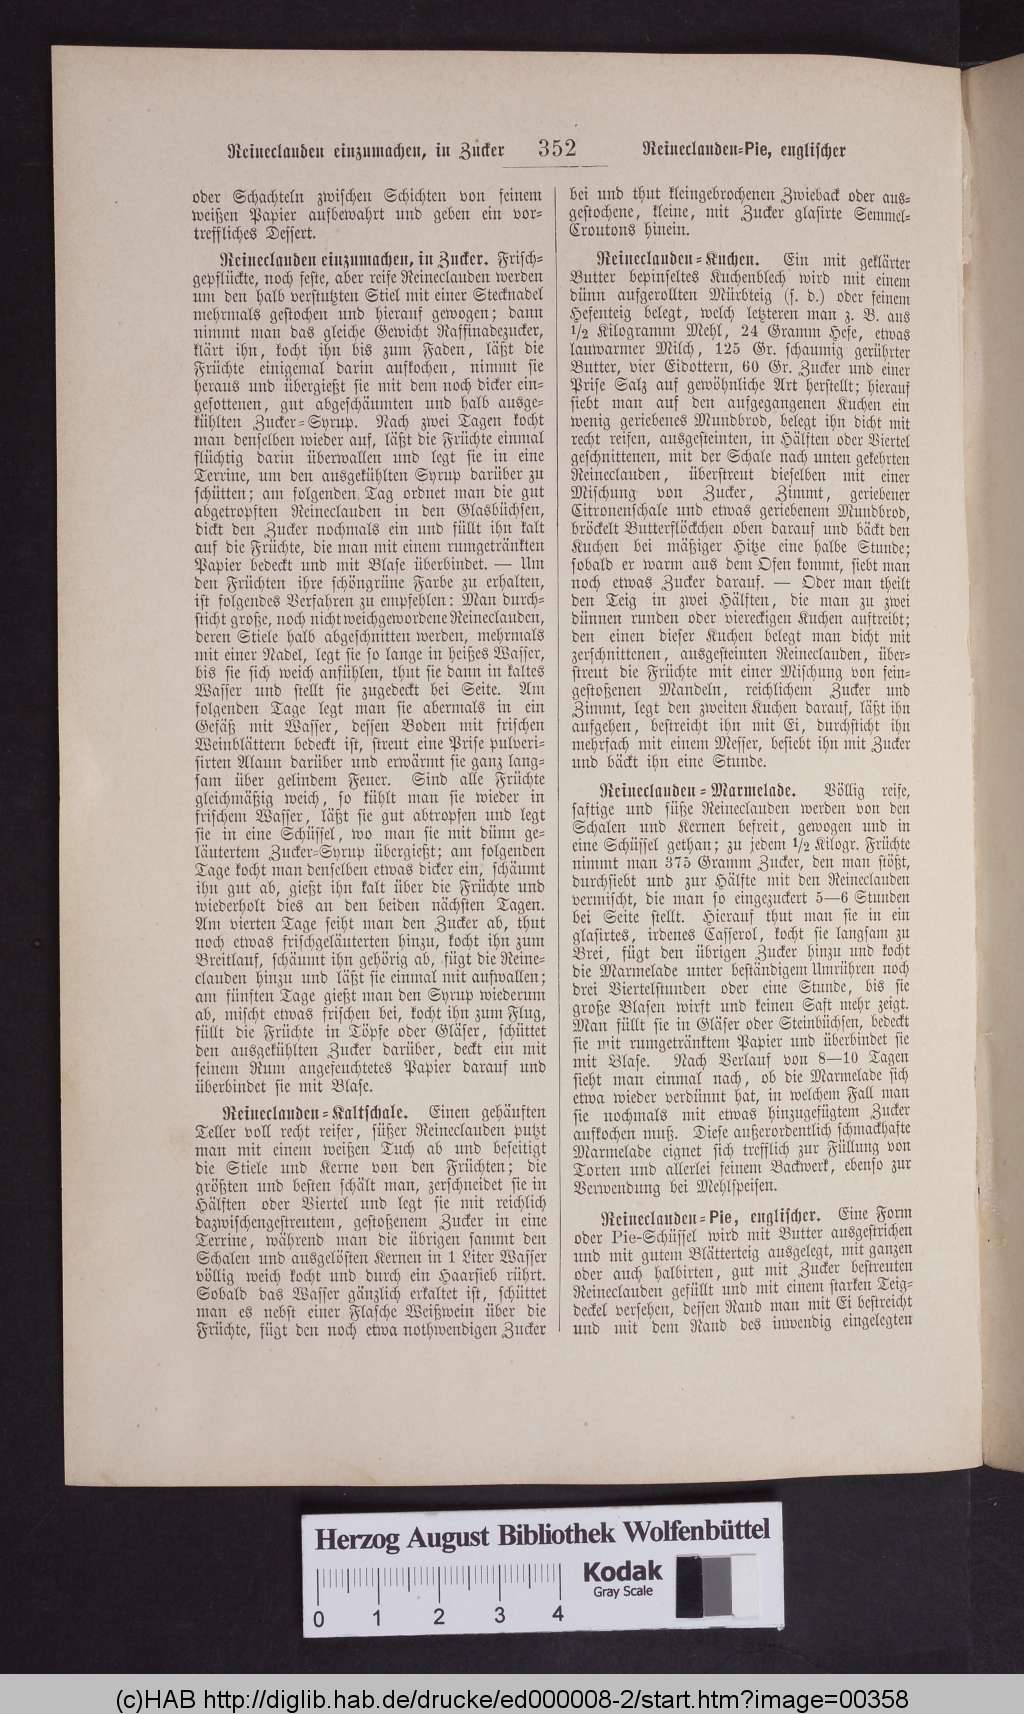 Reineclauden einzumachen, in Zucker 352 Reineclauden-Pie, englischer
oder Schachteln zwischen Schichten von feinem
weißen Papier aufbewahrt und geben ein vor-
treffliches Dessert.
Reineclauden einzumachen, in Zucker. Frisch-
gepflückte, noch feste, aber reife Reineclauden werden
um den halb verstutzten Stiel mit einer Stecknadel
mehrmals gestochen und hierauf gewogen; dann
nimmt man das gleiche Gewicht Raffinadezucker,
klärt ihn, kocht ihn bis zum Faden, läßt die
Früchte einigemal darin aufkochen, nimmt sie
heraus und übergießt sie mit dem noch dicker ein-
gesottenen, gut abgeschäumten und halb ausge-
kühlten Zucker-Syrup. Nach zwei Tagen kocht
man denselben wieder auf, läßt die Früchte einmal
flüchtig darin überwallen und legt sie in eine
Terrine, um den ausgekühlten Syrup darüber zu
schütten; am folgenden Tag ordnet man die gut
abgetropften Reineclauden in den Glasbüchsen,
dickt den Zucker nochmals ein und füllt ihn kalt
auf die Früchte, die man mit einem rumgetränkten
Papier bedeckt und mit Blase überbindet. — Um
den Früchten ihre schöngrüne Farbe zu erhalten,
ist folgendes Verfahren zu empfehlen: Man durch-
sticht große, noch nicht weichgewordene Reineclauden,
deren Stiele halb abgeschnitten werden, mehrmals
mit einer Nadel, legt sie so lange in heißes Wasser,
bis sie sich weich anfühlen, thut sie dann in kaltes
Wasser und stellt sie zugedeckt bei Seite. Am
folgenden Tage legt man sie abermals in ein
Gefäß mit Wasser, dessen Boden mit frischen
Weinblättern bedeckt ist, streut eine Prise pulveri-
sirten Alaun darüber und erwärmt sie ganz lang-
sam über gelindem Feuer. Sind alle Früchte
gleichmäßig weich, so kühlt man sie wieder in
frischem Wasser, läßt sie gut abtropfen und legt
sie in eine Schüssel, wo man sie mit dünn ge-
läutertem Zucker-Syrup übergießt; am folgenden
Tage kocht man denselben etwas dicker ein, schäumt
ihn gut ab, gießt ihn kalt über die Früchte und
wiederholt dies an den beiden nächsten Tagen.
Am vierten Tage seiht man den Zucker ab, thut
noch etwas frischgeläuterten hinzu, kocht ihn zum
Breitlauf, schäumt ihn gehörig ab, fügt die Reine-
clauden hinzu und läßt sie einmal mit aufwallen;
am fünften Tage gießt man den Syrup wiederum
ab, mischt etwas frischen bei, kocht ihn zum Flug,
füllt die Früchte in Töpfe oder Gläser, schüttet
den ausgekühlten Zucker darüber, deckt ein mit
feinem Rum angefeuchtetes Papier darauf und
überbindet sie mit Blase.
Reineclauden-Kaltschale. Einen gehäuften
Teller voll recht reifer, süßer Reineclauden putzt
man mit einem weißen Tuch ab und beseitigt
die Stiele und Kerne von den Früchten; die
größten und besten schält man, zerschneidet sie in
Hälften oder Viertel und legt sie mit reichlich
dazwischengestreutem, gestoßenem Zucker in eine
Terrine, während man die übrigen sammt den
Schalen und ausgelösten Kernen in 1 Liter Wasser
völlig weich kocht und durch ein Haarsieb rührt.
Sobald das Wasser gänzlich erkaltet ist, schüttet
man es nebst einer Flasche Weißwein über die
Früchte, fügt den noch etwa nothwendigen Zucker
bei und thut kleingebrochenen Zwieback oder aus-
gestochene, kleine, mit Zucker glasirte Semmel-
Croutons hinein.
Reineclauden-Kuchen. Ein mit geklärter
Butter bepinseltes Kuchenblech wird mit einem
dünn aufgerollten Mürbteig (s. d.) oder feinem
Hefenteig belegt, welch letzteren man z. B. aus
1/2 Kilogramm Mehl, 24 Gramm Hefe, etwas
lauwarmer Milch, 125 Gr. schaumig gerührter
Butter, vier Eidottern, 60 Gr. Zucker und einer
Prise Salz auf gewöhnliche Art herstellt; hierauf
siebt man auf den aufgegangenen Kuchen ein
wenig geriebenes Mundbrod, belegt ihn dicht mit
recht reifen, ausgesteinten, in Hälften oder Viertel
geschnittenen, mit der Schale nach unten gekehrten
Reineclauden, überstreut dieselben mit einer
Mischung von Zucker, Zimmt, geriebener
Citronenschale und etwas geriebenem Mundbrod,
bröckelt Butterflöckchen oben darauf und bäckt den
Kuchen bei mäßiger Hitze eine halbe Stunde;
sobald er warm aus dem Ofen kommt, siebt man
noch etwas Zucker darauf. — Oder man theilt
den Teig in zwei Hälften, die man zu zwei
dünnen runden oder viereckigen Kuchen auftreibt;
den einen dieser Kuchen belegt man dicht mit
zerschnittenen, ausgesteinten Reineclauden, über-
streut die Früchte mit einer Mischung von fein-
gestoßenen Mandeln, reichlichem Zucker und
Zimmt, legt den zweiten Kuchen darauf, läßt ihn
aufgehen, bestreicht ihn mit Ei, durchsticht ihn
mehrfach mit einem Messer, besiebt ihn mit Zucker
und bäckt ihn eine Stunde.
Reineclauden-Marmelade. Völlig reife,
saftige und süße Reineclauden werden von den
Schalen und Kernen befreit, gewogen und in
eine Schüssel gethan; zu jedem 1/2 Kilogr. Früchte
nimmt man 375 Gramm Zucker, den man stößt,
durchsiebt und zur Hälfte mit den Reineclauden
vermischt, die man so eingezuckert 5—6 Stunden
bei Seite stellt. Hierauf thut man sie in ein
glasirtes, irdenes Casserol, kocht sie langsam zu
Brei, fügt den übrigen Zucker hinzu und kocht
die Marmelade unter beständigem Umrühren noch
drei Viertelstunden oder eine Stunde, bis sie
große Blasen wirft und keinen Saft mehr zeigt.
Man füllt sie in Gläser oder Steinbüchsen, bedeckt
sie mit rumgetränktem Papier und überbindet sie
mit Blase. Nach Verlauf von 8—10 Tagen
sieht man einmal nach, ob die Marmelade sich
etwa wieder verdünnt hat, in welchem Fall man
sie nochmals mit etwas hinzugefügtem Zucker
aufkochen muß. Diese außerordentlich schmackhafte
Marmelade eignet sich trefflich zur Füllung von
Torten und allerlei feinem Backwerk, ebenso zur
Verwendung bei Mehlspeisen.
Reineclauden-Pie, englischer. Eine Form
oder Pie-Schüssel wird mit Butter ausgestrichen
und mit gutem Blätterteig ausgelegt, mit ganzen
oder auch halbirten, gut mit Zucker bestreuten
Reineclauden gefüllt und mit einem starken Teig-
deckel versehen, dessen Rand man mit Ei bestreicht
und mit dem Rand des inwendig eingelegten
Herzog August Bibliothek Wolfenbüttel
Kodak
Gray Scale
0 1 2 3 4
(c)HAB http://diglib.hab.de/drucke/ed000008-2/start.htm?image=00358